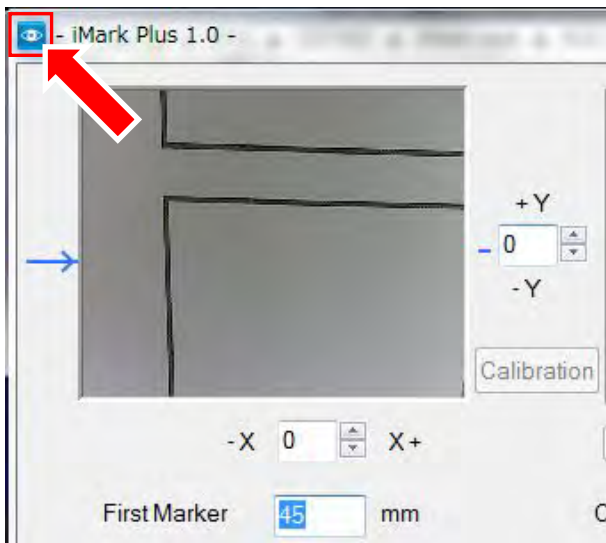 - iMark Plus 1.0 -
+ Y
0
- Y
Calibration
- X 0 X +
First Marker 45 mm